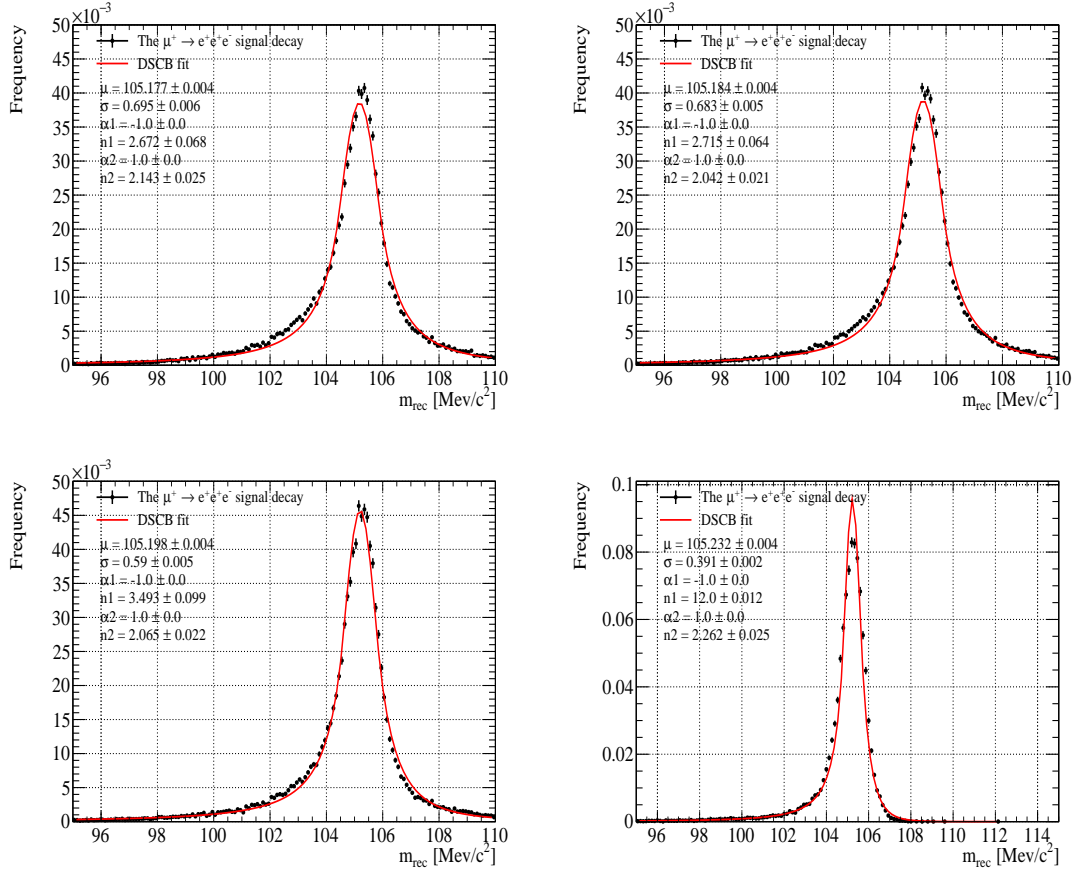 ×10⁻³
50
45
40
35
30
25
20
15
10
5
0
Frequency
The μ⁺ → e⁺e⁺e⁻ signal decay
DSCB fit
μ = 105.177 ± 0.004
σ = 0.695 ± 0.006
α1 = -1.0 ± 0.0
n1 = 2.672 ± 0.068
α2 = 1.0 ± 0.0
n2 = 2.143 ± 0.025
96 98 100 102 104 106 108 110
m_rec [Mev/c²]
×10⁻³
50
45
40
35
30
25
20
15
10
5
0
Frequency
The μ⁺ → e⁺e⁺e⁻ signal decay
DSCB fit
μ = 105.184 ± 0.004
σ = 0.683 ± 0.005
α1 = -1.0 ± 0.0
n1 = 2.715 ± 0.064
α2 = 1.0 ± 0.0
n2 = 2.042 ± 0.021
96 98 100 102 104 106 108 110
m_rec [Mev/c²]
×10⁻³
50
45
40
35
30
25
20
15
10
5
0
Frequency
The μ⁺ → e⁺e⁺e⁻ signal decay
DSCB fit
μ = 105.198 ± 0.004
σ = 0.59 ± 0.005
α1 = -1.0 ± 0.0
n1 = 3.493 ± 0.099
α2 = 1.0 ± 0.0
n2 = 2.065 ± 0.022
96 98 100 102 104 106 108 110
m_rec [Mev/c²]
0.1
0.08
0.06
0.04
0.02
0
Frequency
The μ⁺ → e⁺e⁺e⁻ signal decay
DSCB fit
μ = 105.232 ± 0.004
σ = 0.391 ± 0.002
α1 = -1.0 ± 0.0
n1 = 12.0 ± 0.012
α2 = 1.0 ± 0.0
n2 = 2.262 ± 0.025
96 98 100 102 104 106 108 110 112 114
m_rec [Mev/c²]